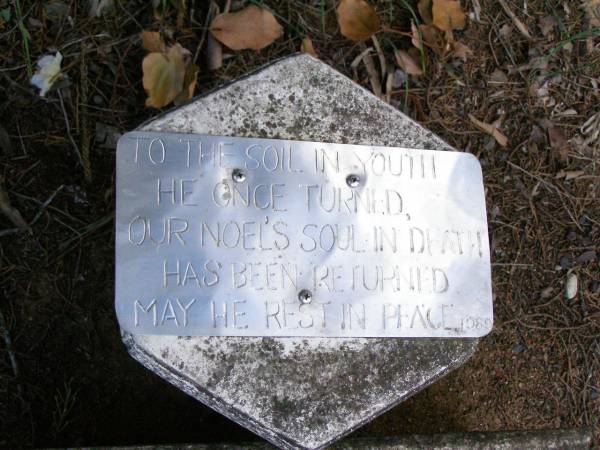 TO THE SOIL IN YOUTH
HE ONCE TURNED,
OUR NOEL'S SOUL IN DEATH
HAS BEEN RETURNED
MAY HE REST IN PEACE